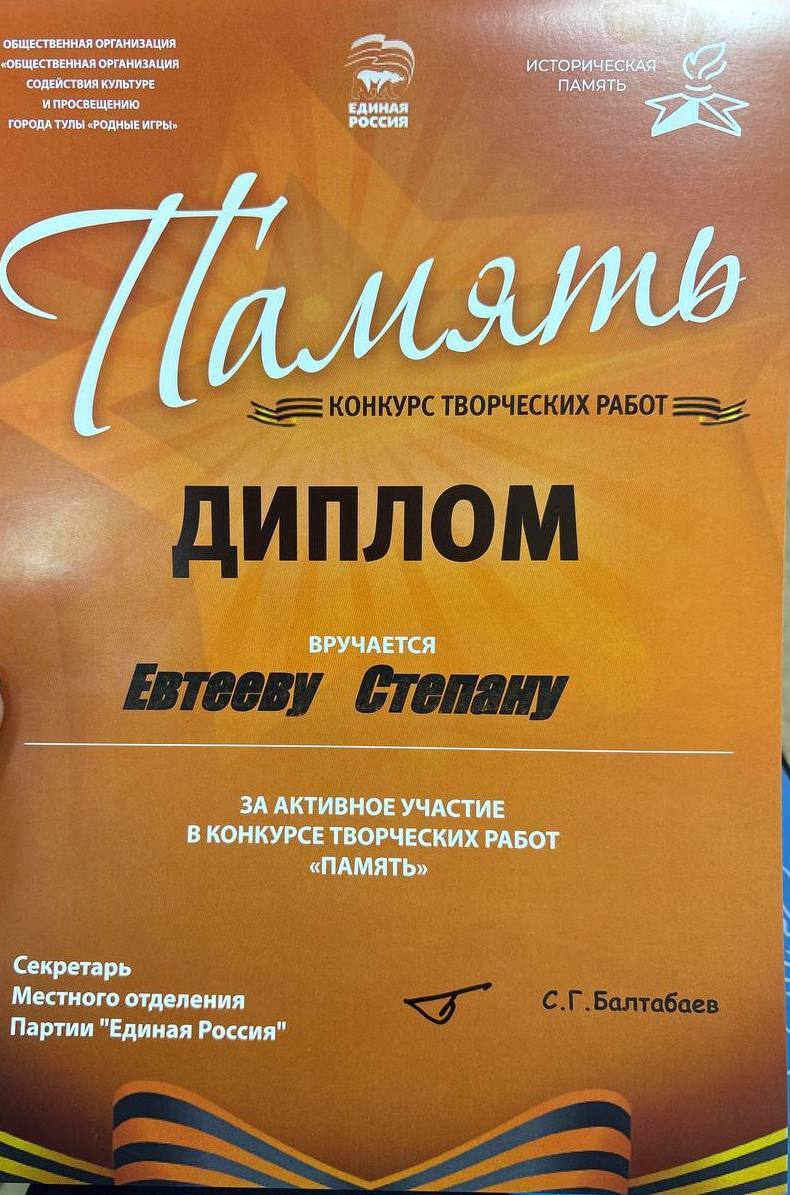 ОБЩЕСТВЕННАЯ ОРГАНИЗАЦИЯ
«ОБЩЕСТВЕННАЯ ОРГАНИЗАЦИЯ
СОДЕЙСТВИЯ КУЛЬТУРЕ
И ПРОСВЕЩЕНИЮ
ГОРОДА ТУЛЫ «РОДНЫЕ ИГРЫ»
ЕДИНАЯ
РОССИЯ
ИСТОРИЧЕСКАЯ
ПАМЯТЬ
Память
КОНКУРС ТВОРЧЕСКИХ РАБОТ
ДИПЛОМ
ВРУЧАЕТСЯ
Евтееву Степану
ЗА АКТИВНОЕ УЧАСТИЕ
В КОНКУРСЕ ТВОРЧЕСКИХ РАБОТ
«ПАМЯТЬ»
Секретарь
Местного отделения
Партии "Единая Россия"
С.Г.Балтабаев